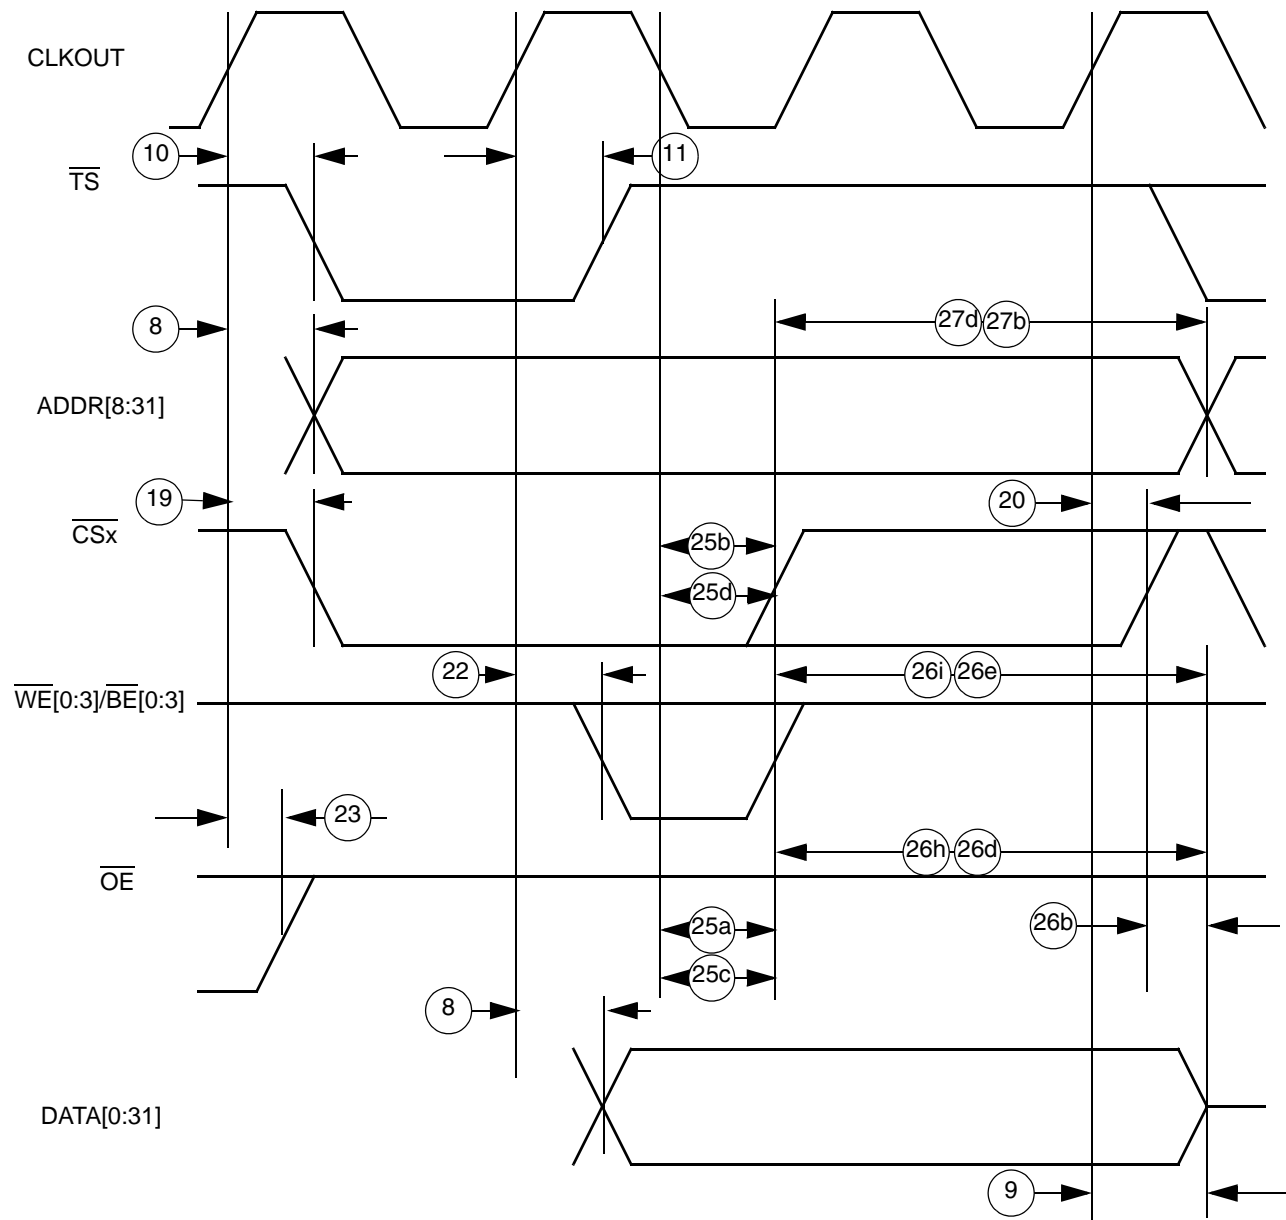 CLKOUT
10
11
TS
8
27d 27b
ADDR[8:31]
19
20
CSx
25b
25d
22
26i 26e
WE[0:3]/BE[0:3]
23
26h 26d
OE
25a
26b
25c
8
DATA[0:31]
9